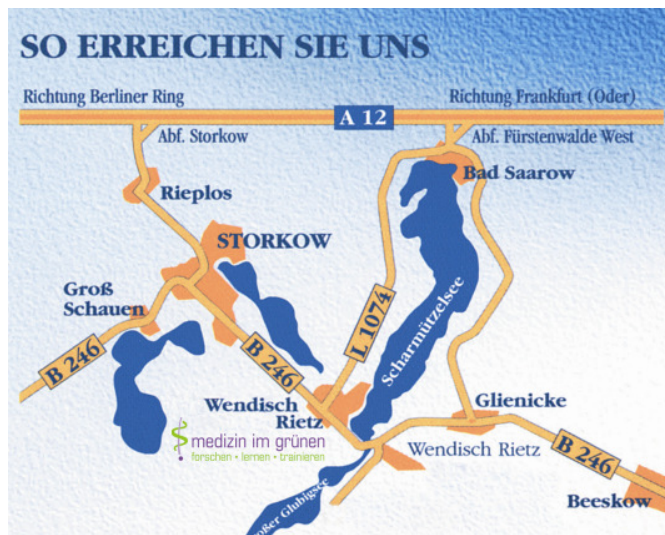 SO ERREICHEN SIE UNS
Richtung Berliner Ring
Richtung Frankfurt (Oder)
A 12
Abf. Storkow
Abf. Fürstenwalde West
Bad Saarow
Rieplos
STORKOW
Groß
Schauen
B 246
B 246
L 1074
Scharmützelsee
Wendisch
Rietz
Glienicke
medizin im grünen
forschen • lernen • trainieren
Wendisch Rietz
B 246
Beeskow
oßer Glubigsee